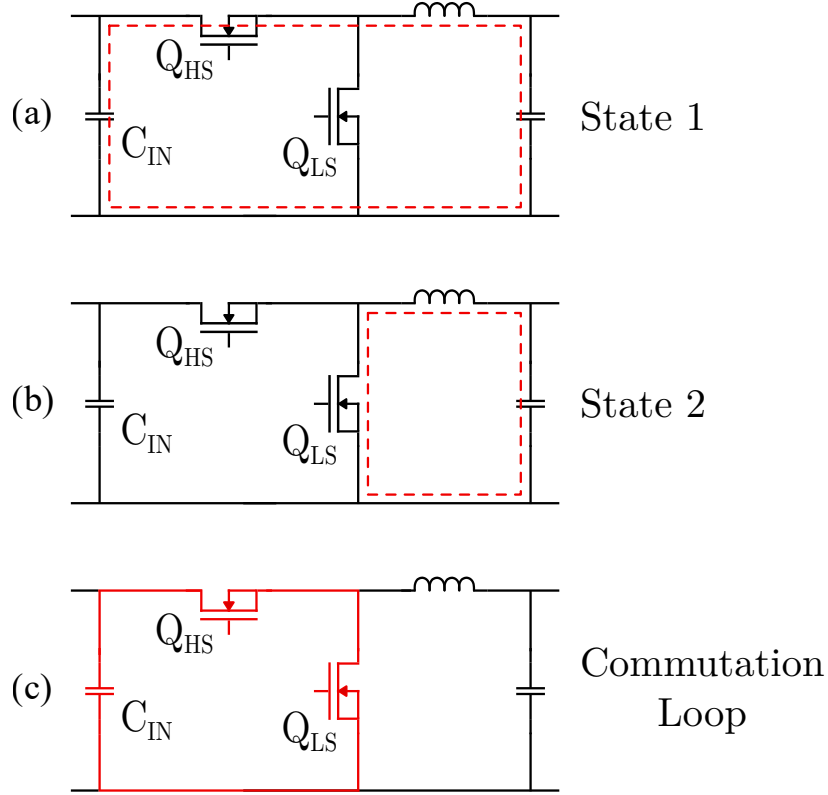 Q_HS
(a)
C_IN
Q_LS
State 1
Q_HS
(b)
C_IN
Q_LS
State 2
Q_HS
(c)
C_IN
Q_LS
Commutation
Loop